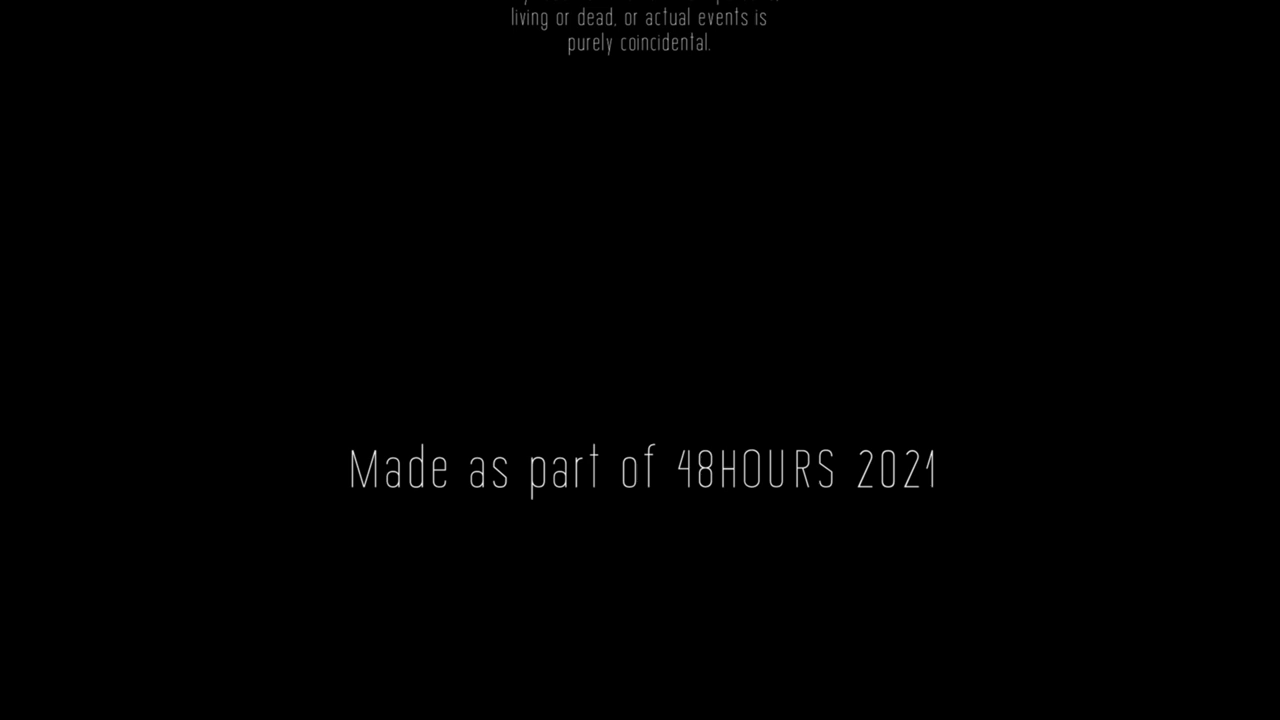 living or dead, or actual events is
purely coincidental.
Made as part of 48HOURS 2021